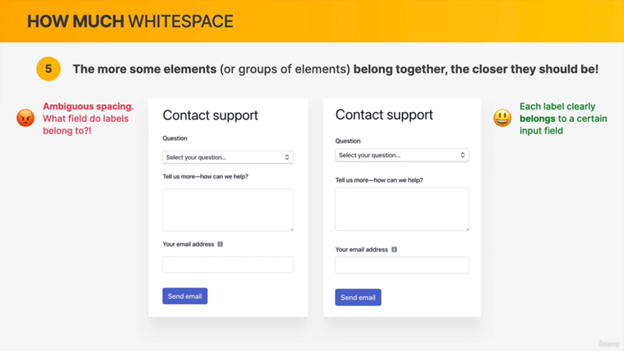 HOW MUCH WHITESPACE
5
The more some elements (or groups of elements) belong together, the closer they should be!
Ambiguous spacing.
What field do labels
belong to?!
Contact support
Question
Select your question...
Tell us more—how can we help?
Your email address
Send email
Contact support
Question
Select your question...
Tell us more—how can we help?
Your email address
Send email
Each label clearly
belongs to a certain
input field
Udemy